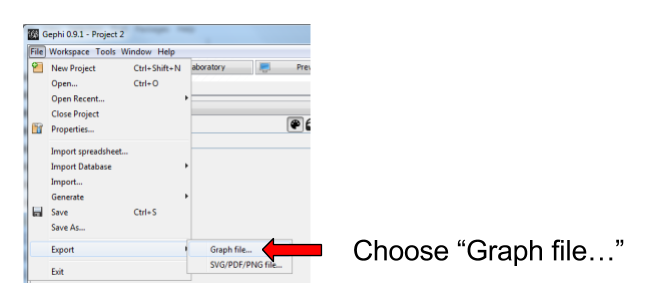 Gephi 0.9.1 - Project 2
File Workspace Tools Window Help
New Project Ctrl+Shift+N
aboratory
Prev
Open... Ctrl+O
Open Recent...
Close Project
Properties...
Import spreadsheet...
Import Database
Import...
Generate
Save Ctrl+S
Save As...
Export
Graph file...
Choose “Graph file…”
SVG/PDF/PNG file...
Exit